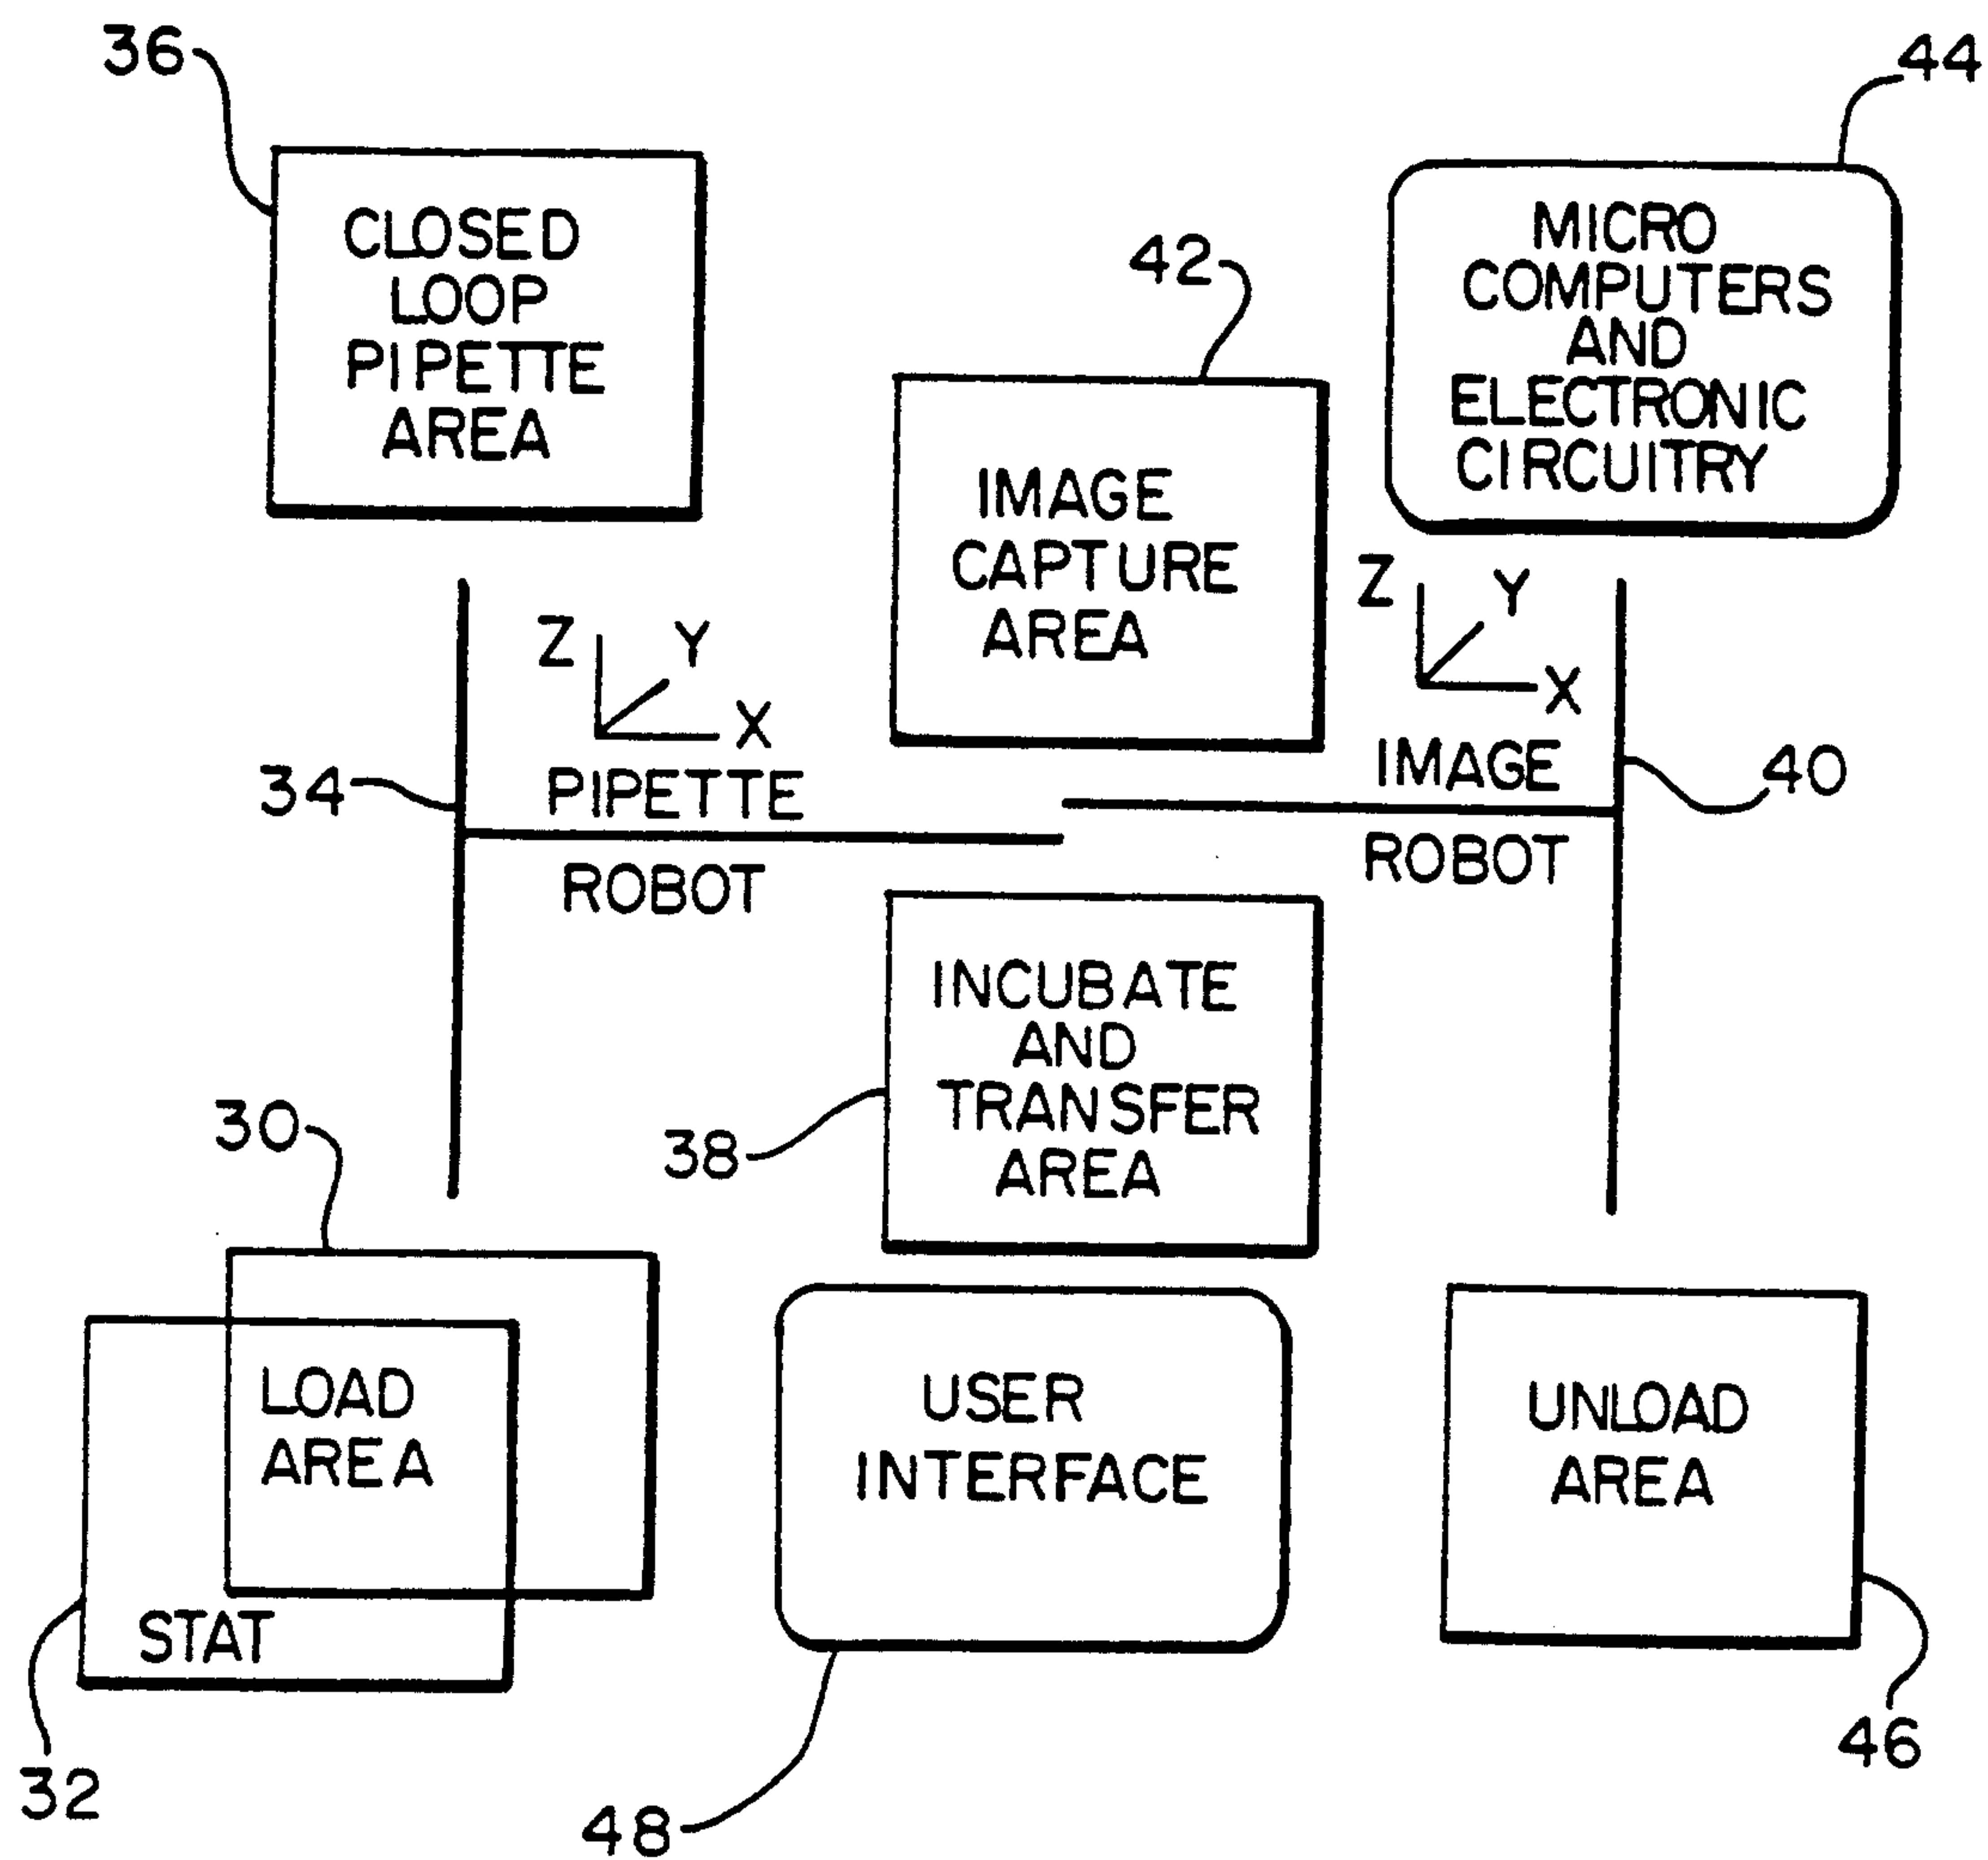 36
44
CLOSED
LOOP
PIPETTE
AREA
MICRO
COMPUTERS
AND
ELECTRONIC
CIRCUITRY
42
IMAGE
CAPTURE
AREA
Z Y
X
Z Y
X
34
PIPETTE
ROBOT
IMAGE
ROBOT
40
INCUBATE
AND
TRANSFER
AREA
38
30
LOAD
AREA
STAT
32
USER
INTERFACE
48
UNLOAD
AREA
46